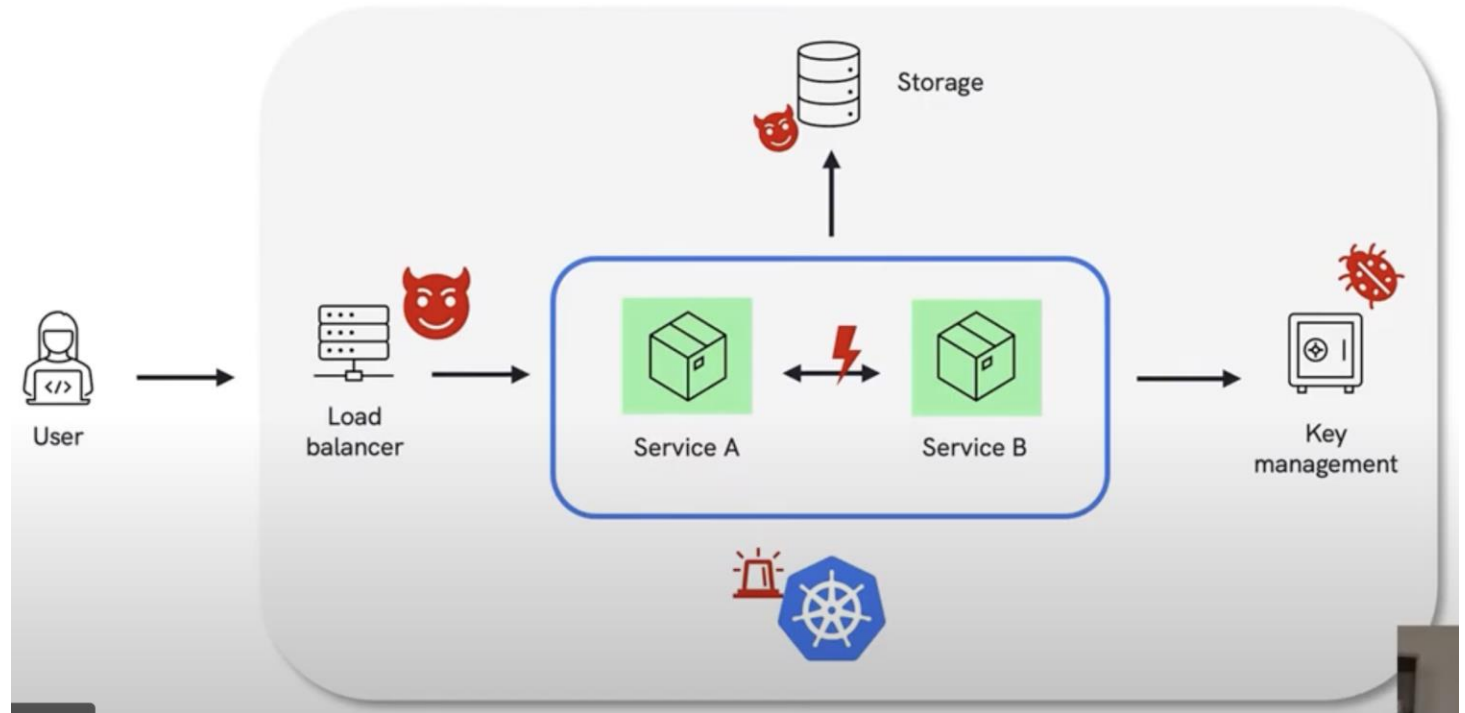 Storage
User
Load
balancer
Service A
Service B
Key
management